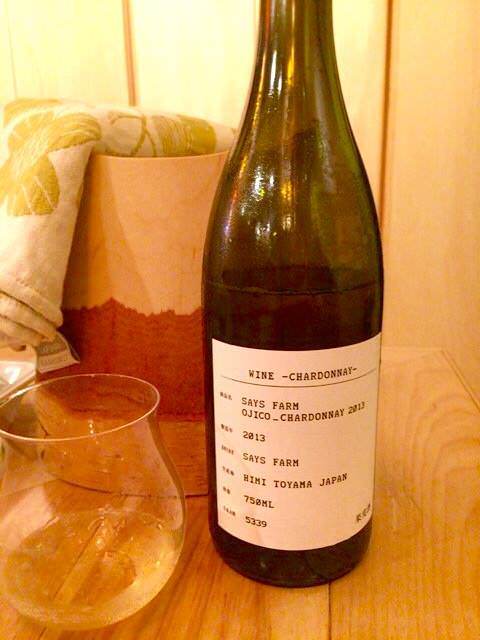 WINE -CHARDONNAY-
SAYS FARM
OJICO_CHARDONNAY 2013
2013
SAYS FARM
HIMI TOYAMA JAPAN
750ML
5339